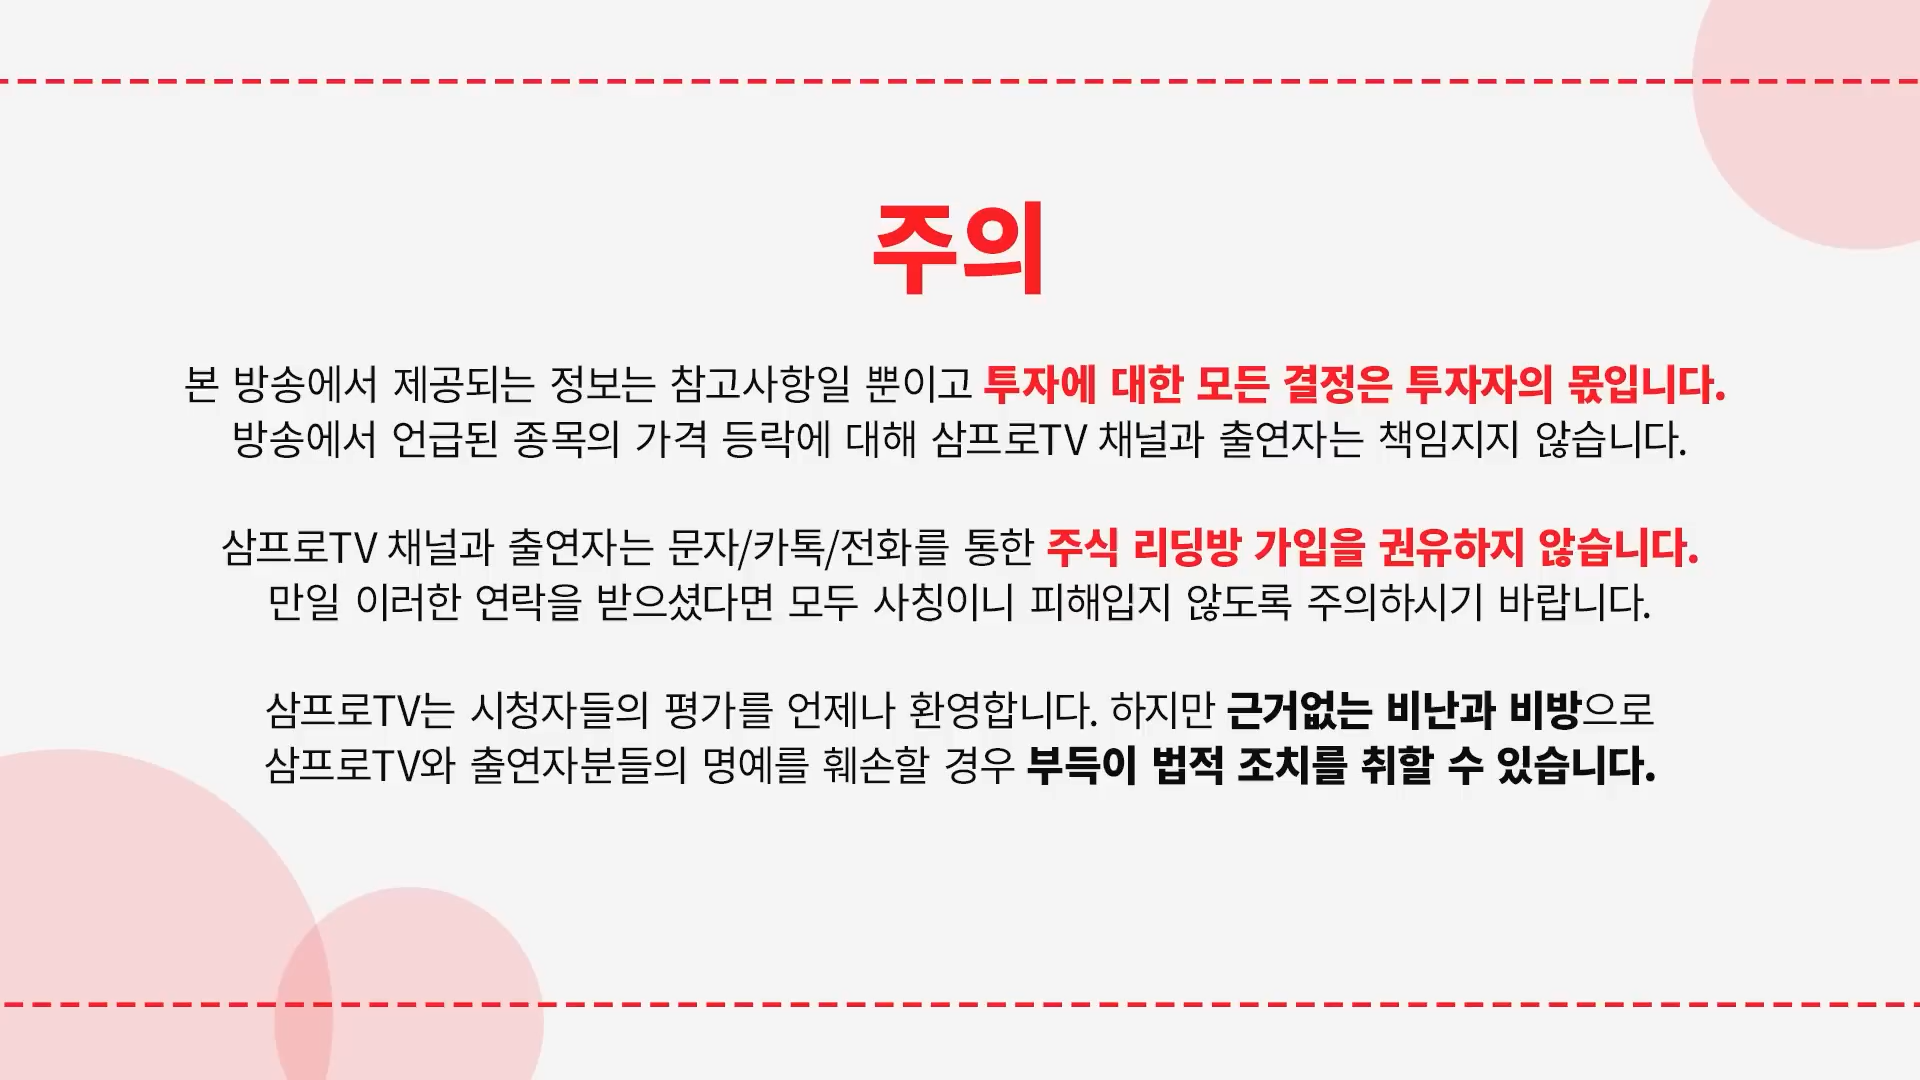 주의
본 방송에서 제공되는 정보는 참고사항일 뿐이고 투자에 대한 모든 결정은 투자자의 몫입니다.
방송에서 언급된 종목의 가격 등락에 대해 삼프로TV 채널과 출연자는 책임지지 않습니다.
삼프로TV 채널과 출연자는 문자/카톡/전화를 통한 주식 리딩방 가입을 권유하지 않습니다.
만일 이러한 연락을 받으셨다면 모두 사칭이니 피해입지 않도록 주의하시기 바랍니다.
삼프로TV는 시청자들의 평가를 언제나 환영합니다. 하지만 근거없는 비난과 비방으로
삼프로TV와 출연자분들의 명예를 훼손할 경우 부득이 법적 조치를 취할 수 있습니다.